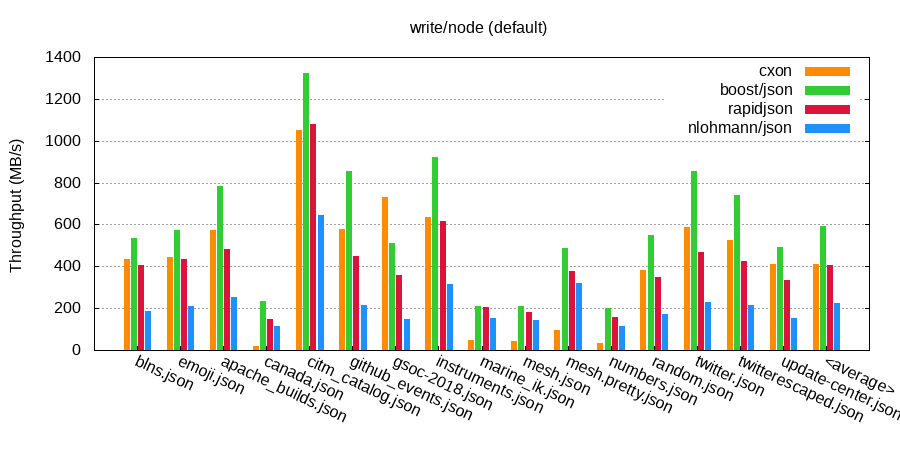 write/node (default)
Throughput (MB/s)
1400
1200
1000
800
600
400
200
0
cxon
boost/json
rapidjson
nlohmann/json
blns.json
emoji.json
apache_builds.json
canada.json
citm_catalog.json
github_events.json
gsoc-2018.json
instruments.json
marine_ik.json
mesh.json
mesh.pretty.json
numbers.json
random.json
twitter.json
twitterescaped.json
update-center.json
<average>